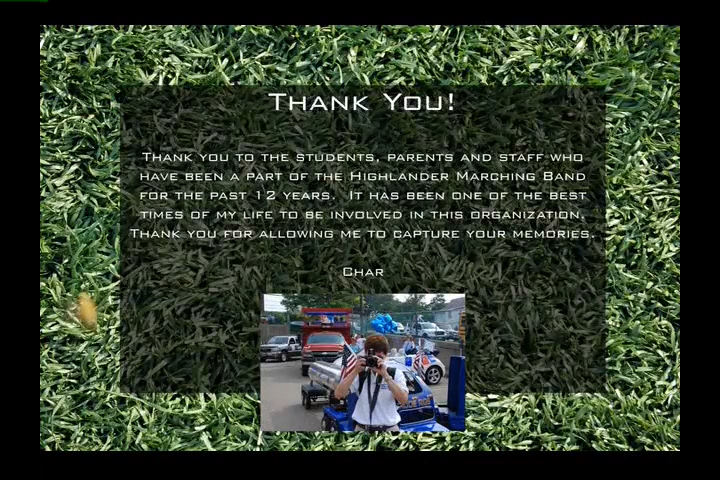 Thank You!
Thank you to the students, parents and staff who
have been a part of the Highlander Marching Band
for the past 12 years. It has been one of the best
times of my life to be involved in this organization.
Thank you for allowing me to capture your memories.
Char